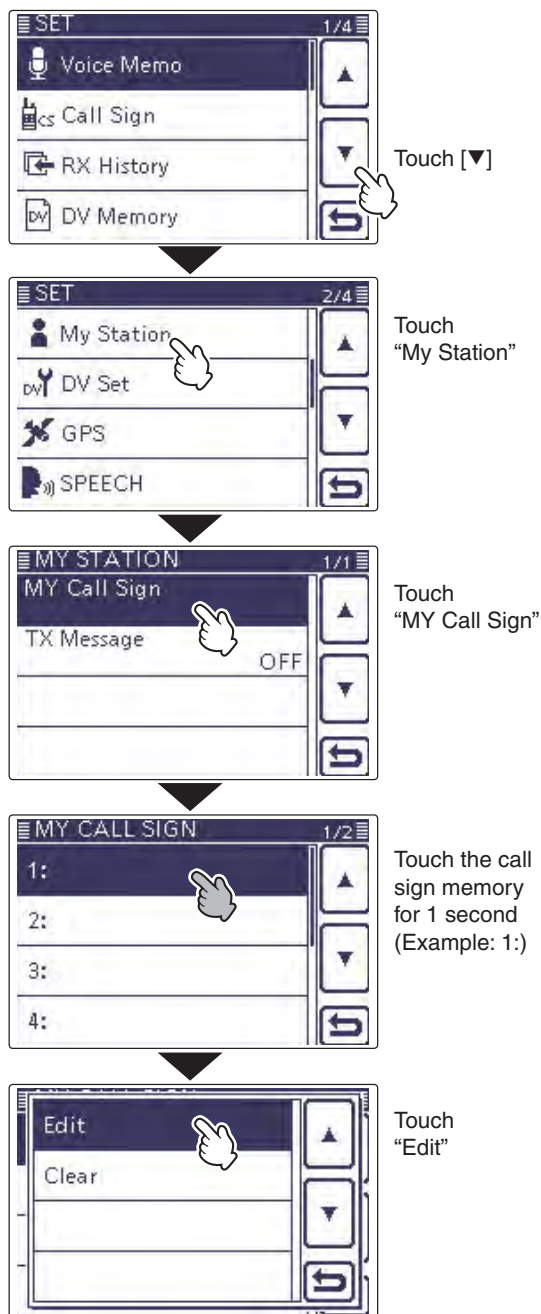 SET 1/4
Voice Memo
CS Call Sign
RX History
DV DV Memory
Touch [▼]
SET 2/4
My Station
DV DV Set
GPS
SPEECH
Touch
“My Station”
MY STATION 1/1
MY Call Sign
TX Message
OFF
Touch
“MY Call Sign”
MY CALL SIGN 1/2
1:
2:
3:
4:
Touch the call
sign memory
for 1 second
(Example: 1:)
Edit
Clear
Touch
“Edit”